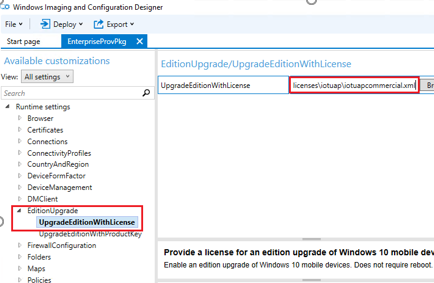 Windows Imaging and Configuration Designer
File Deploy Export
Start page EnterpriseProvPkg
Available customizations
View: All settings
Search
Runtime settings
Browser
Certificates
Connections
ConnectivityProfiles
CountryAndRegion
DeviceFormFactor
DeviceManagement
DMClient
EditionUpgrade
UpgradeEditionWithLicense
UpgradeEditionWithProductKey
FirewallConfiguration
Folders
Maps
Policies
EditionUpgrade/UpgradeEditionWithLicense
UpgradeEditionWithLicense licenses\iotuap\iotuapcommercial.xml Br
Provide a license for an edition upgrade of Windows 10 mobile dev
Enable an edition upgrade of Windows 10 mobile devices. Does not require reboot.